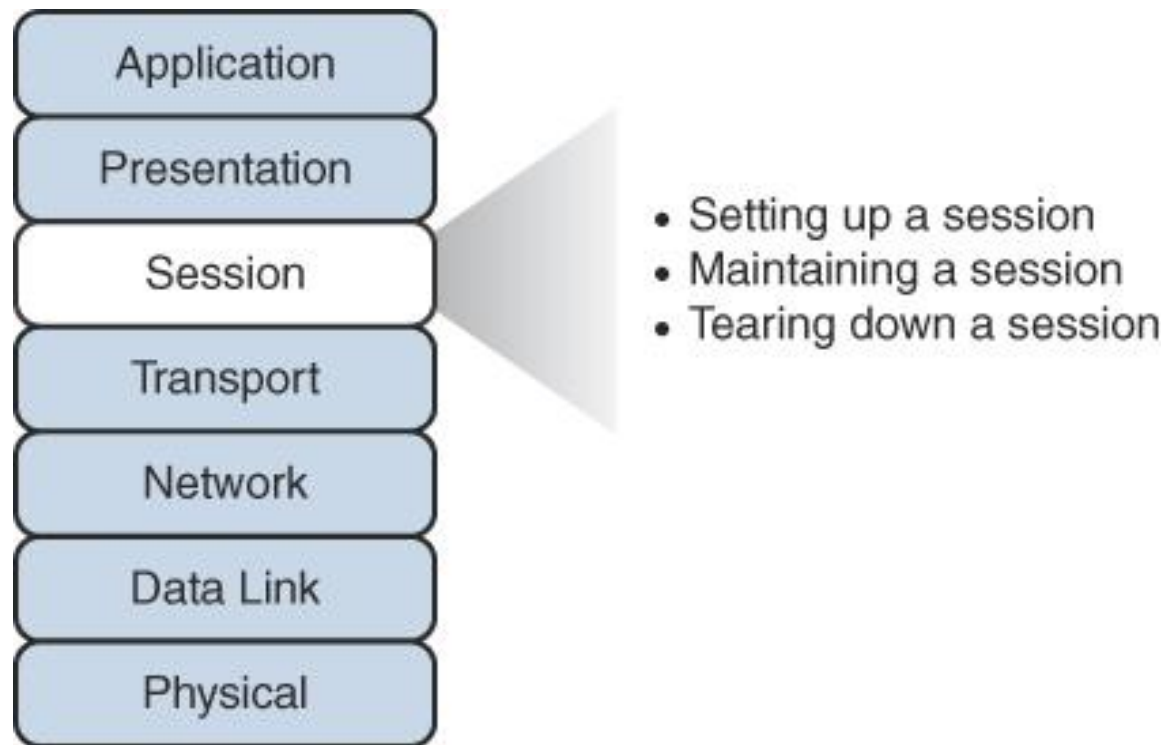 Application
Presentation
Session
Transport
Network
Data Link
Physical
• Setting up a session
• Maintaining a session
• Tearing down a session